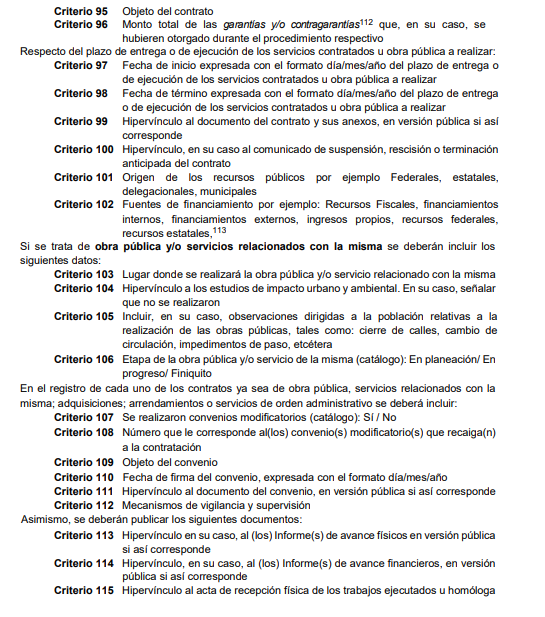 Criterio 95 Objeto del contrato
Criterio 96 Monto total de las garantías y/o contragarantías112 que, en su caso, se
hubieren otorgado durante el procedimiento respectivo
Respecto del plazo de entrega o de ejecución de los servicios contratados u obra pública a realizar:
Criterio 97 Fecha de inicio expresada con el formato día/mes/año del plazo de entrega o
de ejecución de los servicios contratados u obra pública a realizar
Criterio 98 Fecha de término expresada con el formato día/mes/año del plazo de entrega
o de ejecución de los servicios contratados u obra pública a realizar
Criterio 99 Hipervínculo al documento del contrato y sus anexos, en versión pública si así
corresponde
Criterio 100 Hipervínculo, en su caso al comunicado de suspensión, rescisión o terminación
anticipada del contrato
Criterio 101 Origen de los recursos públicos por ejemplo Federales, estatales,
delegacionales, municipales
Criterio 102 Fuentes de financiamiento por ejemplo: Recursos Fiscales, financiamientos
internos, financiamientos externos, ingresos propios, recursos federales,
recursos estatales,113
Si se trata de obra pública y/o servicios relacionados con la misma se deberán incluir los
siguientes datos:
Criterio 103 Lugar donde se realizará la obra pública y/o servicio relacionado con la misma
Criterio 104 Hipervínculo a los estudios de impacto urbano y ambiental. En su caso, señalar
que no se realizaron
Criterio 105 Incluir, en su caso, observaciones dirigidas a la población relativas a la
realización de las obras públicas, tales como: cierre de calles, cambio de
circulación, impedimentos de paso, etcétera
Criterio 106 Etapa de la obra pública y/o servicio de la misma (catálogo): En planeación/ En
progreso/ Finiquito
En el registro de cada uno de los contratos ya sea de obra pública, servicios relacionados con la
misma; adquisiciones; arrendamientos o servicios de orden administrativo se deberá incluir:
Criterio 107 Se realizaron convenios modificatorios (catálogo): Sí / No
Criterio 108 Número que le corresponde al(los) convenio(s) modificatorio(s) que recaiga(n)
a la contratación
Criterio 109 Objeto del convenio
Criterio 110 Fecha de firma del convenio, expresada con el formato día/mes/año
Criterio 111 Hipervínculo al documento del convenio, en versión pública si así corresponde
Criterio 112 Mecanismos de vigilancia y supervisión
Asimismo, se deberán publicar los siguientes documentos:
Criterio 113 Hipervínculo en su caso, al (los) Informe(s) de avance físicos en versión pública
si así corresponde
Criterio 114 Hipervínculo, en su caso, al (los) Informe(s) de avance financieros, en versión
pública si así corresponde
Criterio 115 Hipervínculo al acta de recepción física de los trabajos ejecutados u homóloga